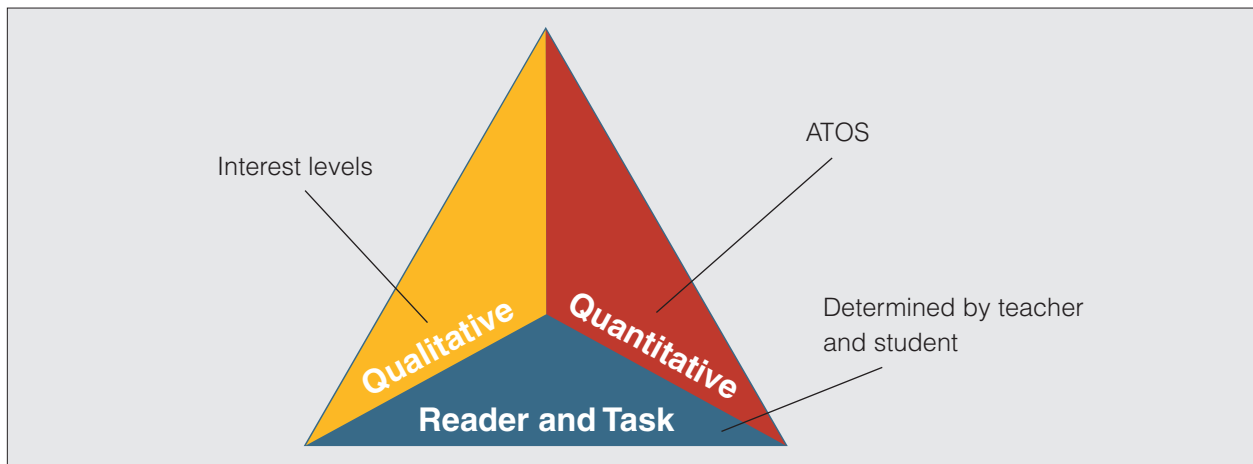 ATOS
Interest levels
Determined by teacher
and student
Qualitative
Quantitative
Reader and Task